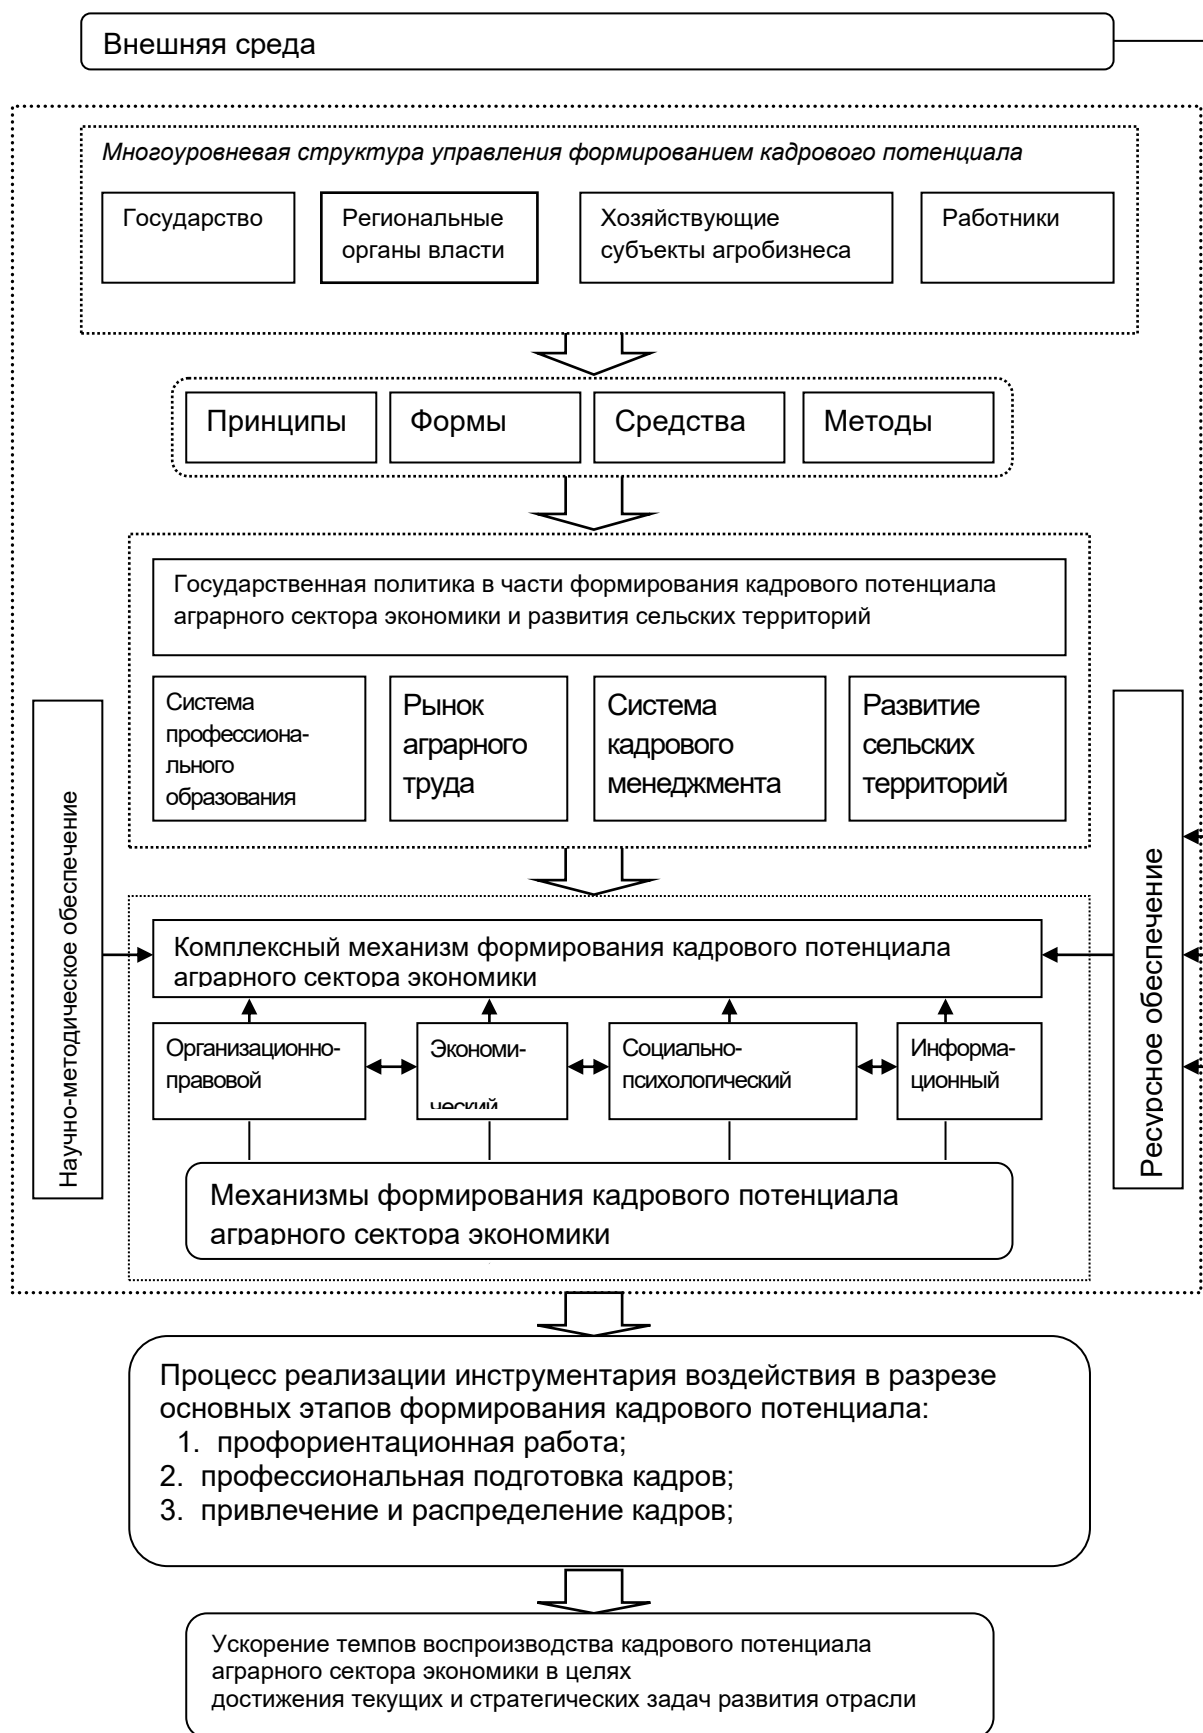 Внешняя среда
Многоуровневая структура управления формированием кадрового потенциала
Государство
Региональные
органы власти
Хозяйствующие
субъекты агробизнеса
Работники
Принципы
Формы
Средства
Методы
Государственная политика в части формирования кадрового потенциала
аграрного сектора экономики и развития сельских территорий
Система
профессиона-
льного
образования
Рынок
аграрного
труда
Система
кадрового
менеджмента
Развитие
сельских
территорий
Научно-методическое обеспечение
Ресурсное обеспечение
Комплексный механизм формирования кадрового потенциала
аграрного сектора экономики
Организационно-
правовой
Экономи-
ческий
Социально-
психологический
Информа-
ционный
Механизмы формирования кадрового потенциала
аграрного сектора экономики
Процесс реализации инструментария воздействия в разрезе
основных этапов формирования кадрового потенциала:
1. профориентационная работа;
2. профессиональная подготовка кадров;
3. привлечение и распределение кадров;
Ускорение темпов воспроизводства кадрового потенциала
аграрного сектора экономики в целях
достижения текущих и стратегических задач развития отрасли